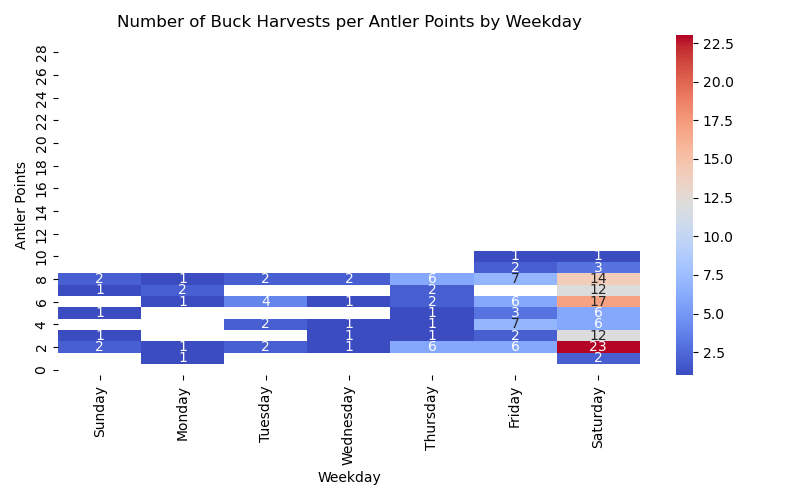 Number of Buck Harvests per Antler Points by Weekday
28
26
24
22
20
18
16
14
12
10
8
6
4
2
0
Antler Points
1 1
2 3
2 1 2 2 6 7 14
1 2 2 12
1 4 1 2 6 17
1 1 3 6
2 1 1 7 6
1 1 1 2 12
2 1 2 1 6 6 23
1 2
Sunday Monday Tuesday Wednesday Thursday Friday Saturday
Weekday
22.5
20.0
17.5
15.0
12.5
10.0
7.5
5.0
2.5